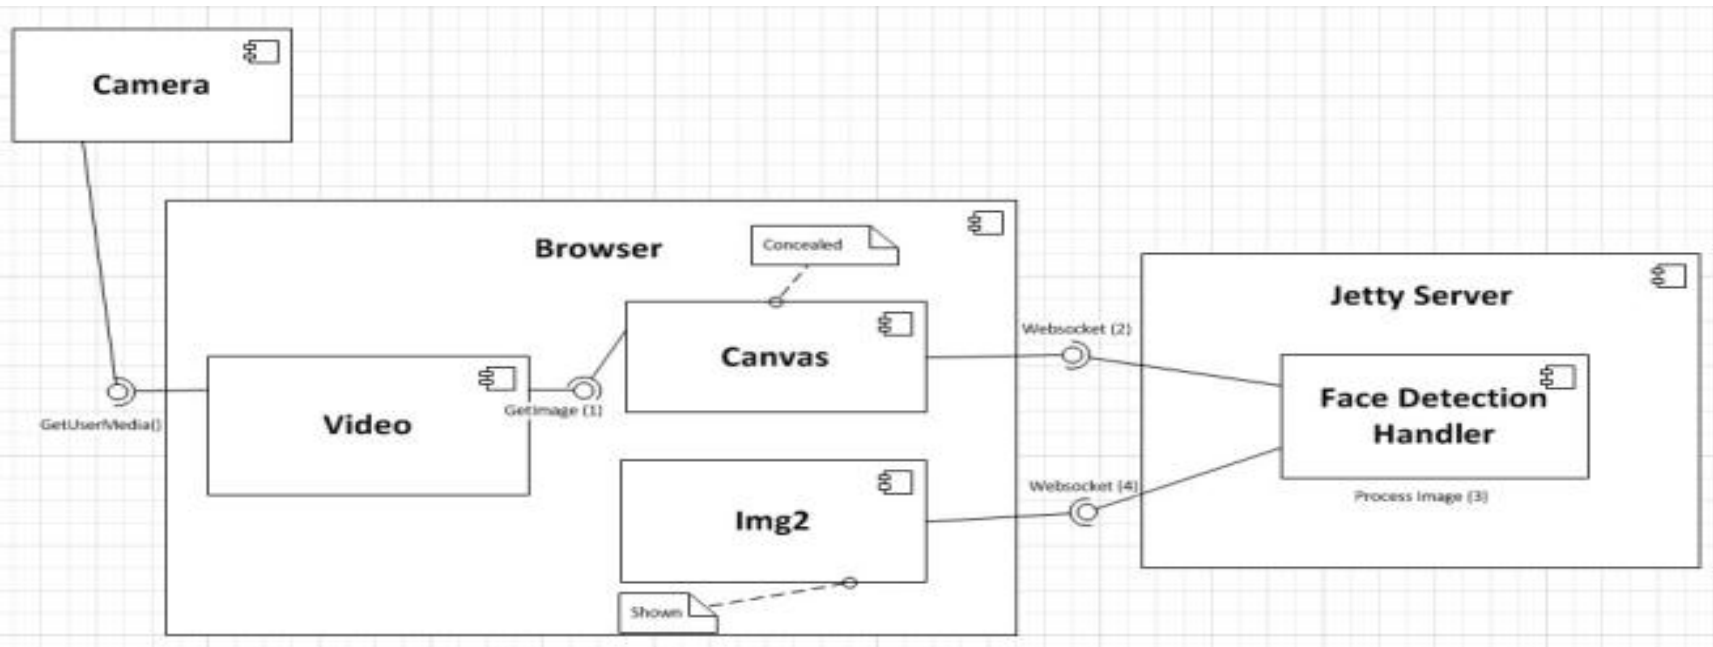 Camera
Browser
Concealed
Jetty Server
Websocket (2)
Canvas
Face Detection
Handler
GetUserMedia()
Video
GetImage (1)
Websocket (4)
Process Image (3)
Img2
Shown